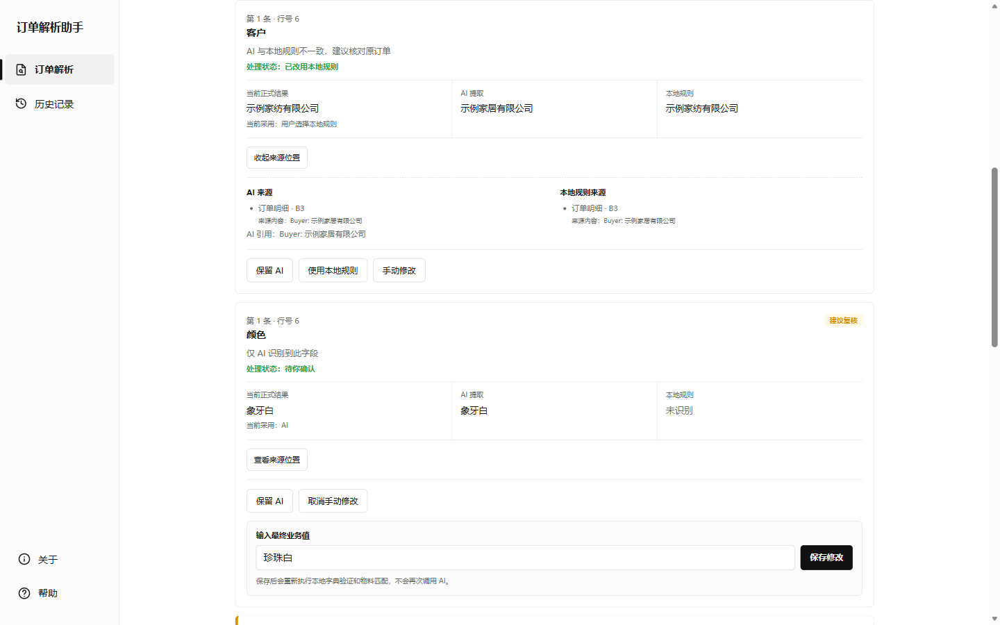 订单解析助手
订单解析
历史记录
关于
帮助
第 1 条 · 行号 6
客户
AI 与本地规则不一致，建议核对原订单
处理状态：已改用本地规则
当前正式结果
示例家纺有限公司
当前采用：用户选择本地规则
AI 提取
示例家居有限公司
本地规则
示例家纺有限公司
收起来源位置
AI 来源
订单明细 · B3
来源内容：Buyer: 示例家居有限公司
AI 引用：Buyer: 示例家居有限公司
本地规则来源
订单明细 · B3
来源内容：Buyer: 示例家居有限公司
保留 AI
使用本地规则
手动修改
第 1 条 · 行号 6
建议复核
颜色
仅 AI 识别到此字段
处理状态：待你确认
当前正式结果
象牙白
当前采用：AI
AI 提取
象牙白
本地规则
未识别
查看来源位置
保留 AI
取消手动修改
输入最终业务值
珍珠白
保存修改
保存后会重新执行本地字典验证和物料匹配，不会再次调用 AI。